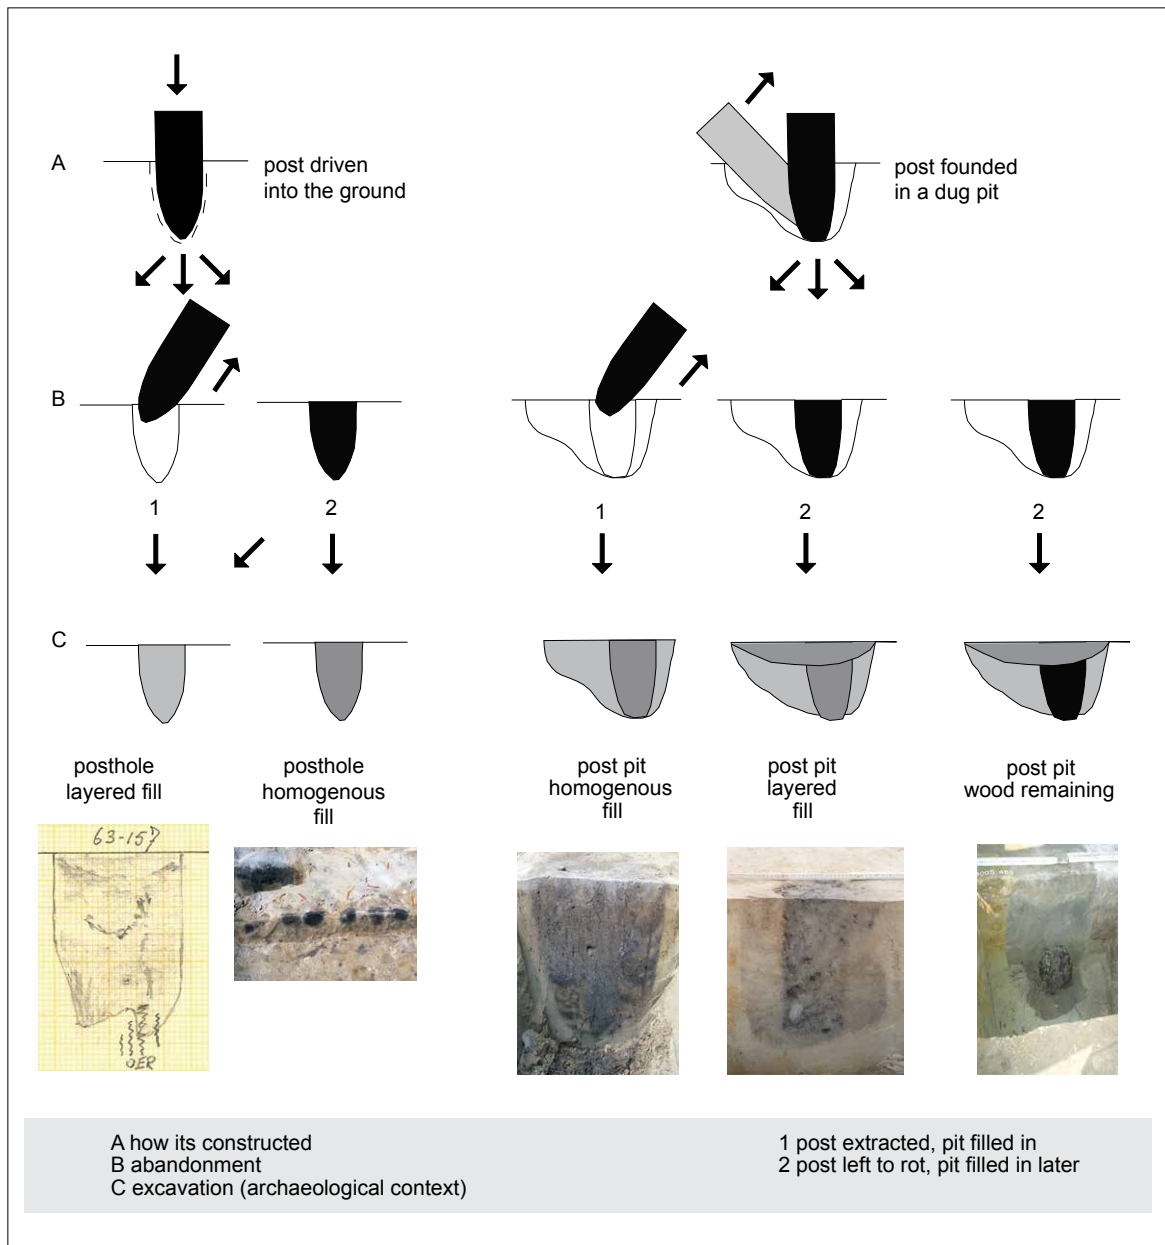 A
post driven
into the ground
post founded
in a dug pit
B
1
2
1
2
2
C
posthole
layered fill
posthole
homogenous
fill
post pit
homogenous
fill
post pit
layered
fill
post pit
wood remaining
63-157
OER
A how its constructed
B abandonment
C excavation (archaeological context)
1 post extracted, pit filled in
2 post left to rot, pit filled in later